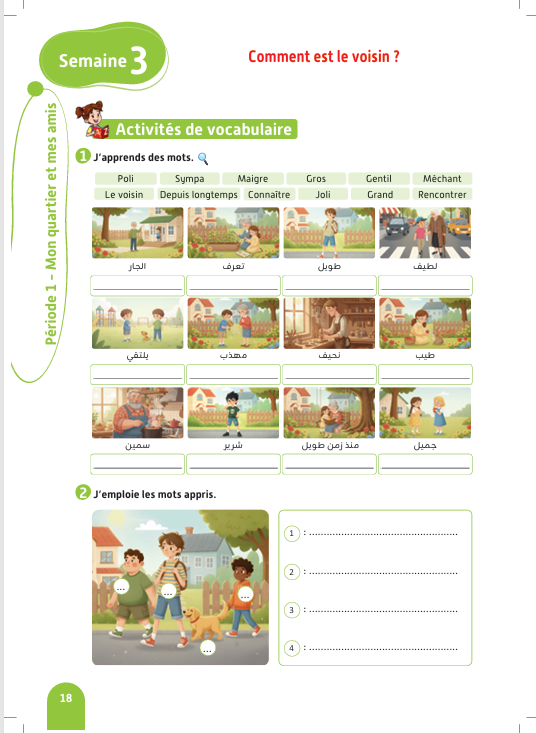 Semaine 3
Comment est le voisin ?
Période 1 - Mon quartier et mes amis
Activités de vocabulaire
1 J'apprends des mots.
Poli Sympa Maigre Gros Gentil Méchant
Le voisin Depuis longtemps Connaître Joli Grand Rencontrer
الجار تعرف طويل لطيف
يلتقي مهذب نحيف طيب
سمين شرير منذ زمن طويل جميل
2 J'emploie les mots appris.
... ... ...
...
1 : ....................................................
2 : ....................................................
3 : ....................................................
4 : ....................................................
18